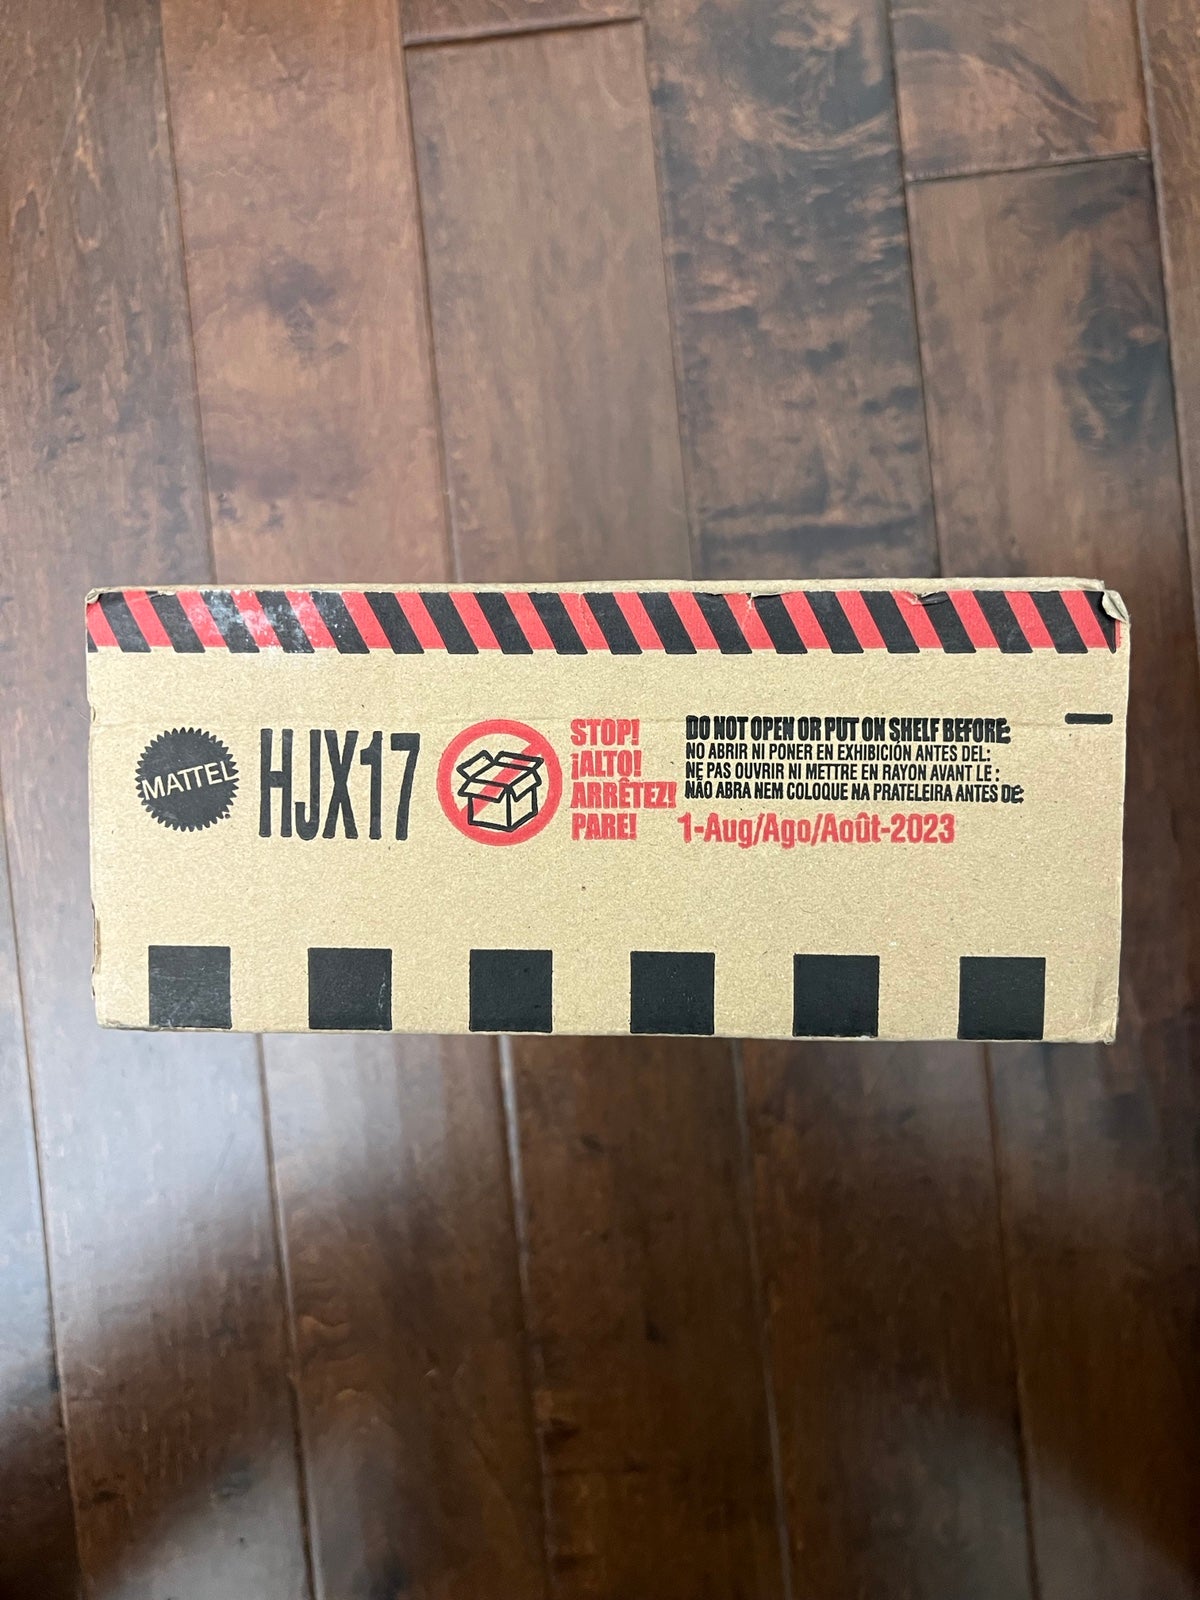 MATTEL
HJX17
STOP!
¡ALTO!
ARRÊTEZ!
PARE!
DO NOT OPEN OR PUT ON SHELF BEFORE:
NO ABRIR NI PONER EN EXHIBICIÓN ANTES DEL:
NE PAS OUVRIR NI METTRE EN RAYON AVANT LE :
NÃO ABRA NEM COLOQUE NA PRATELEIRA ANTES DE:
1-Aug/Ago/Août-2023